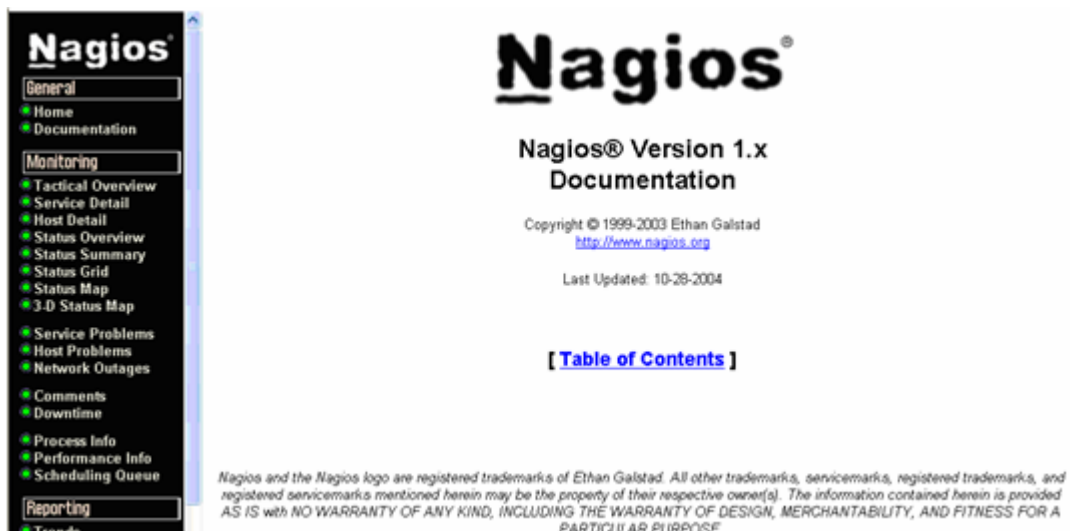 Nagios®
General
Home
Documentation
Monitoring
Tactical Overview
Service Detail
Host Detail
Status Overview
Status Summary
Status Grid
Status Map
3-D Status Map
Service Problems
Host Problems
Network Outages
Comments
Downtime
Process Info
Performance Info
Scheduling Queue
Reporting
Trends
Nagios®
Nagios® Version 1.x
Documentation
Copyright © 1999-2003 Ethan Galstad
http://www.nagios.org
Last Updated: 10-28-2004
[ Table of Contents ]
Nagios and the Nagios logo are registered trademarks of Ethan Galstad. All other trademarks, servicemarks, registered trademarks, and
registered servicemarks mentioned herein may be the property of their respective owner(s). The information contained herein is provided
AS IS with NO WARRANTY OF ANY KIND, INCLUDING THE WARRANTY OF DESIGN, MERCHANTABILITY, AND FITNESS FOR A
PARTICULAR PURPOSE